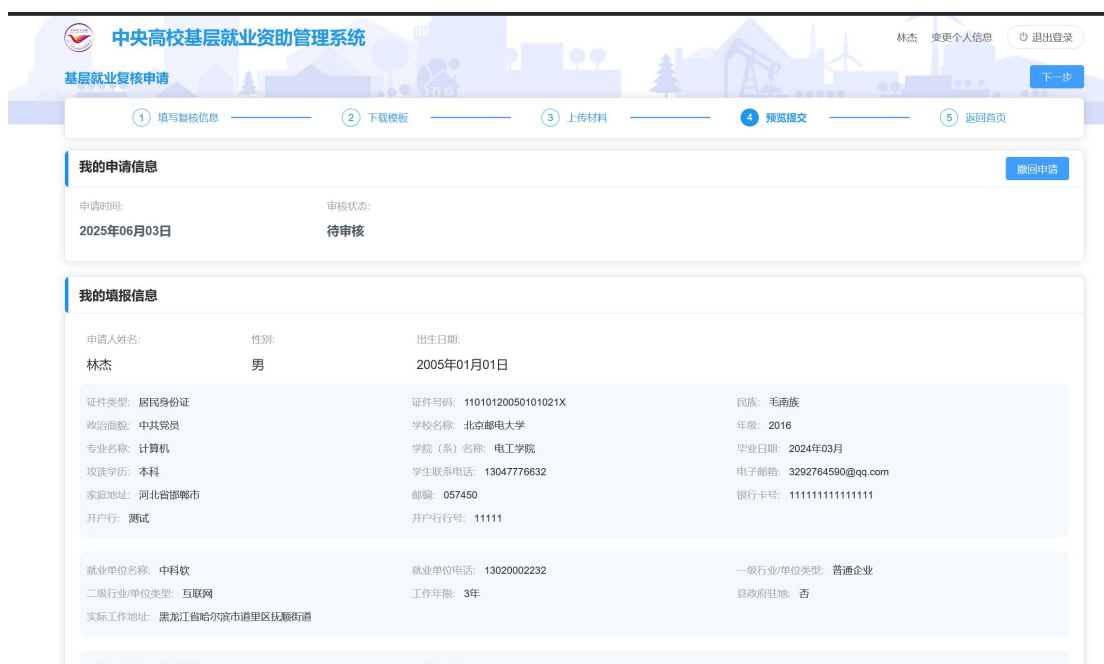 中央高校基层就业资助管理系统
林杰 变更个人信息 退出登录
基层就业复核申请
下一步
1 填写复核信息 2 下载模板 3 上传材料 4 预览提交 5 返回首页
我的申请信息
撤回申请
申请时间: 审核状态:
2025年06月03日 待审核
我的填报信息
申请人姓名: 性别: 出生日期:
林杰 男 2005年01月01日
证件类型: 居民身份证 证件号码: 11010120050101021X 民族: 毛南族
政治面貌: 中共党员 学校名称: 北京邮电大学 年级: 2016
专业名称: 计算机 学院（系）名称: 电工学院 毕业日期: 2024年03月
攻读学历: 本科 学生联系电话: 13047776632 电子邮箱: 3292764590@qq.com
家庭地址: 河北省邯郸市 邮编: 057450 银行卡号: 111111111111111
开户行: 测试 开户行行号: 11111
就业单位名称: 中科软 就业单位电话: 13020002232 一级行业/单位类型: 普通企业
二级行业/单位类型: 互联网 工作年限: 3年 县政府驻地: 否
实际工作地址: 黑龙江省哈尔滨市道里区抚顺街道